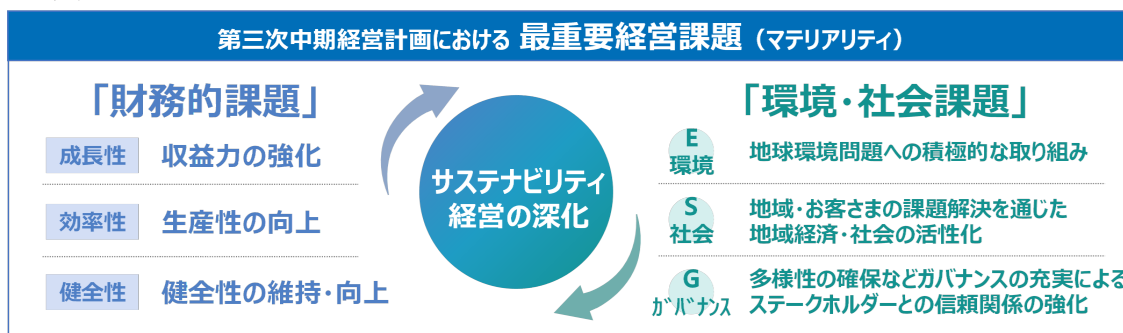 第三次中期経営計画における 最重要経営課題（マテリアリティ）
「財務的課題」
成長性 収益力の強化
効率性 生産性の向上
健全性 健全性の維持・向上
サステナビリティ
経営の深化
「環境・社会課題」
E
環境
地球環境問題への積極的な取り組み
S
社会
地域・お客さまの課題解決を通じた
地域経済・社会の活性化
G
ｶﾞﾊﾞﾅﾝｽ
多様性の確保などガバナンスの充実による
ステークホルダーとの信頼関係の強化